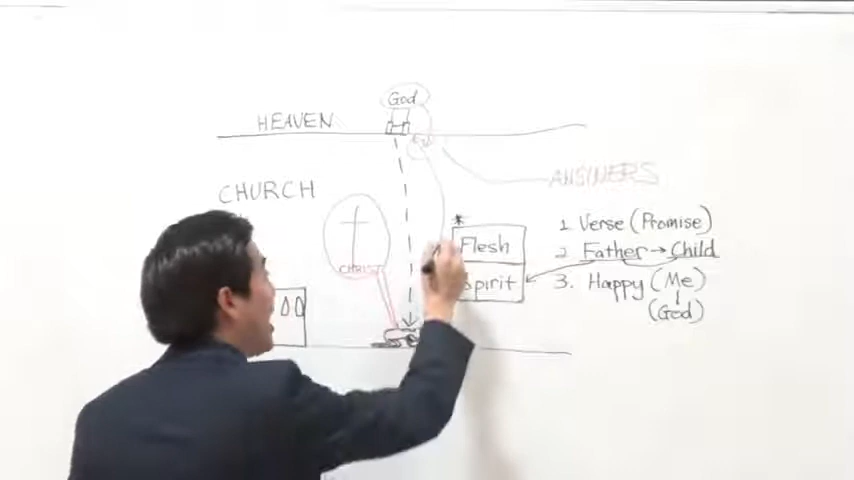 God
HEAVEN
ANSWERS
CHURCH
CHRIST
*
Flesh
Spirit
1 Verse (Promise)
2 Father → Child
3. Happy (Me)
(God)